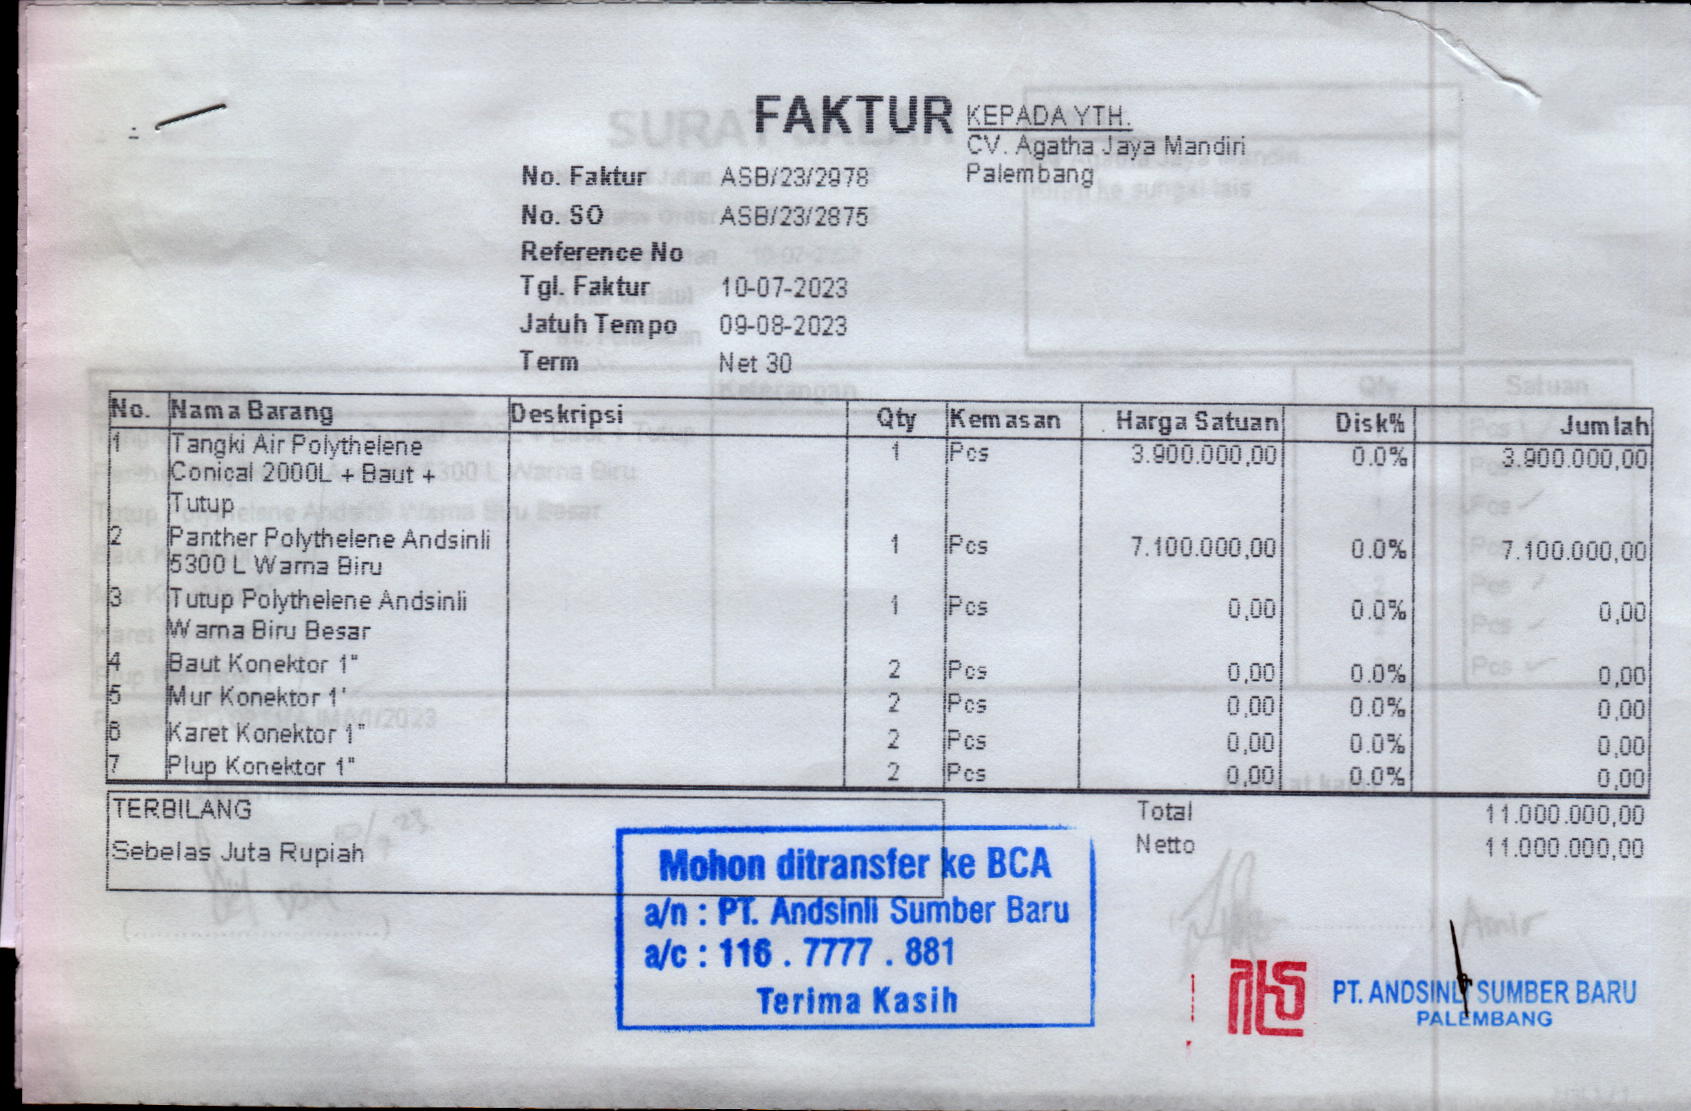 FAKTUR
KEPADA YTH.
CV. Agatha Jaya Mandiri
Palembang
No. Faktur ASB/23/2978
No. SO ASB/23/2875
Reference No
Tgl. Faktur 10-07-2023
Jatuh Tempo 09-08-2023
Term Net 30
No. Nama Barang Deskripsi Qty Kemasan Harga Satuan Disk% Jumlah
1 Tangki Air Polythelene 1 Pcs 3.900.000,00 0.0% 3.900.000,00
Conical 2000L + Baut +
Tutup
2 Panther Polythelene Andsinli 1 Pcs 7.100.000,00 0.0% 7.100.000,00
5300 L Warna Biru
3 Tutup Polythelene Andsinli 1 Pcs 0,00 0.0% 0,00
Warna Biru Besar
4 Baut Konektor 1" 2 Pcs 0,00 0.0% 0,00
5 Mur Konektor 1' 2 Pcs 0,00 0.0% 0,00
6 Karet Konektor 1" 2 Pcs 0,00 0.0% 0,00
7 Plup Konektor 1" 2 Pcs 0,00 0.0% 0,00
TERBILANG
Sebelas Juta Rupiah
Total 11.000.000,00
Netto 11.000.000,00
Mohon ditransfer ke BCA
a/n : PT. Andsinli Sumber Baru
a/c : 116 . 7777 . 881
Terima Kasih
PT. ANDSINLI SUMBER BARU
PALEMBANG